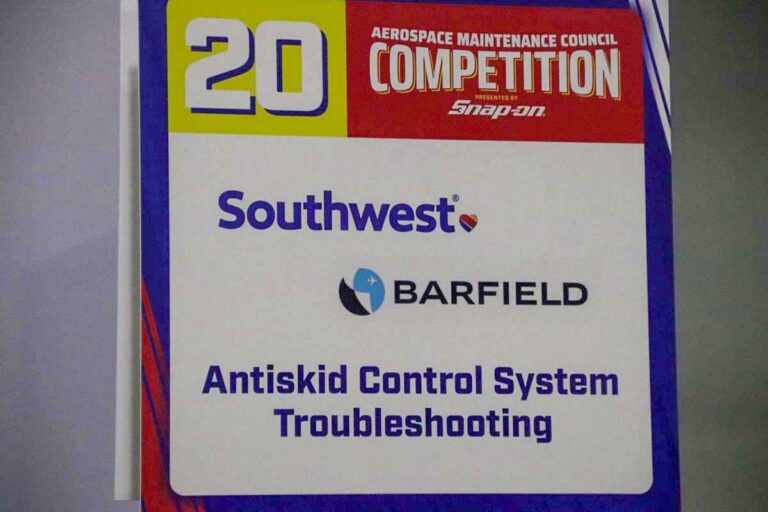 20
AEROSPACE MAINTENANCE COUNCIL
COMPETITION
PRESENTED BY
Snap-on
Southwest®
BARFIELD
Antiskid Control System
Troubleshooting